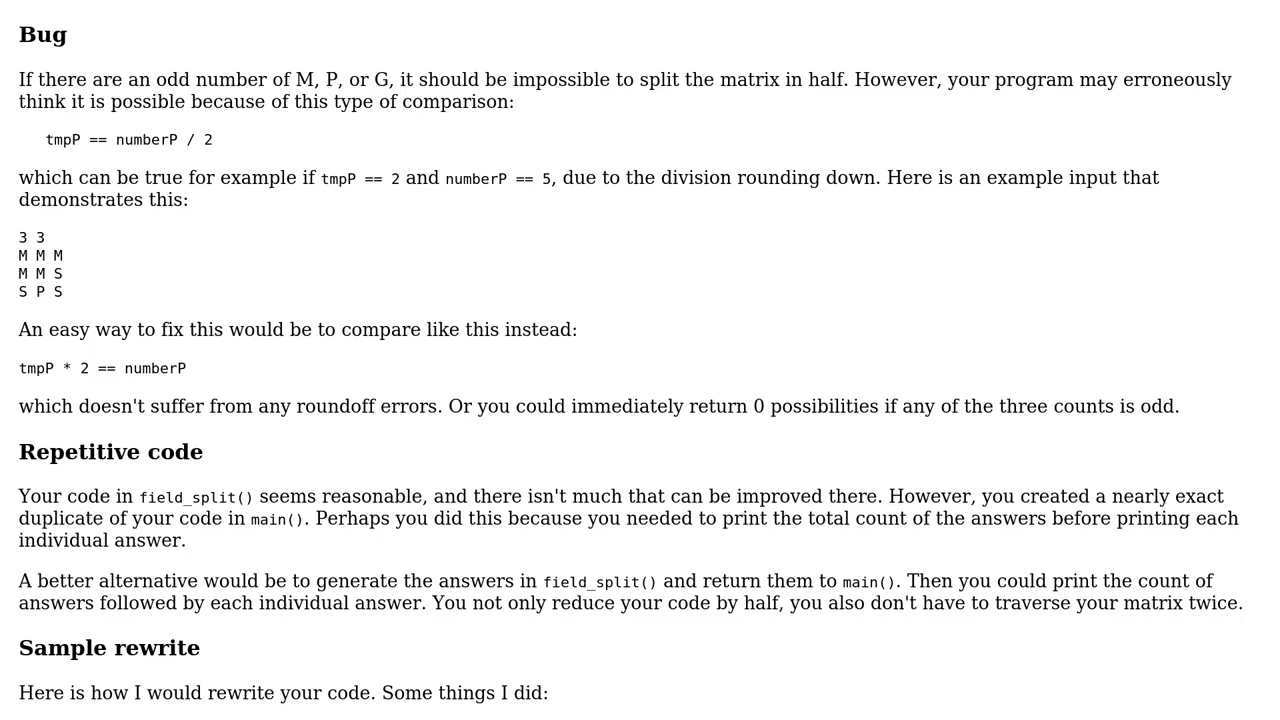 Bug
If there are an odd number of M, P, or G, it should be impossible to split the matrix in half. However, your program may erroneously
think it is possible because of this type of comparison:
tmpP == numberP / 2
which can be true for example if tmpP == 2 and numberP == 5, due to the division rounding down. Here is an example input that
demonstrates this:
3 3
M M M
M M S
S P S
An easy way to fix this would be to compare like this instead:
tmpP * 2 == numberP
which doesn't suffer from any roundoff errors. Or you could immediately return 0 possibilities if any of the three counts is odd.
Repetitive code
Your code in field_split() seems reasonable, and there isn't much that can be improved there. However, you created a nearly exact
duplicate of your code in main(). Perhaps you did this because you needed to print the total count of the answers before printing each
individual answer.
A better alternative would be to generate the answers in field_split() and return them to main(). Then you could print the count of
answers followed by each individual answer. You not only reduce your code by half, you also don't have to traverse your matrix twice.
Sample rewrite
Here is how I would rewrite your code. Some things I did: